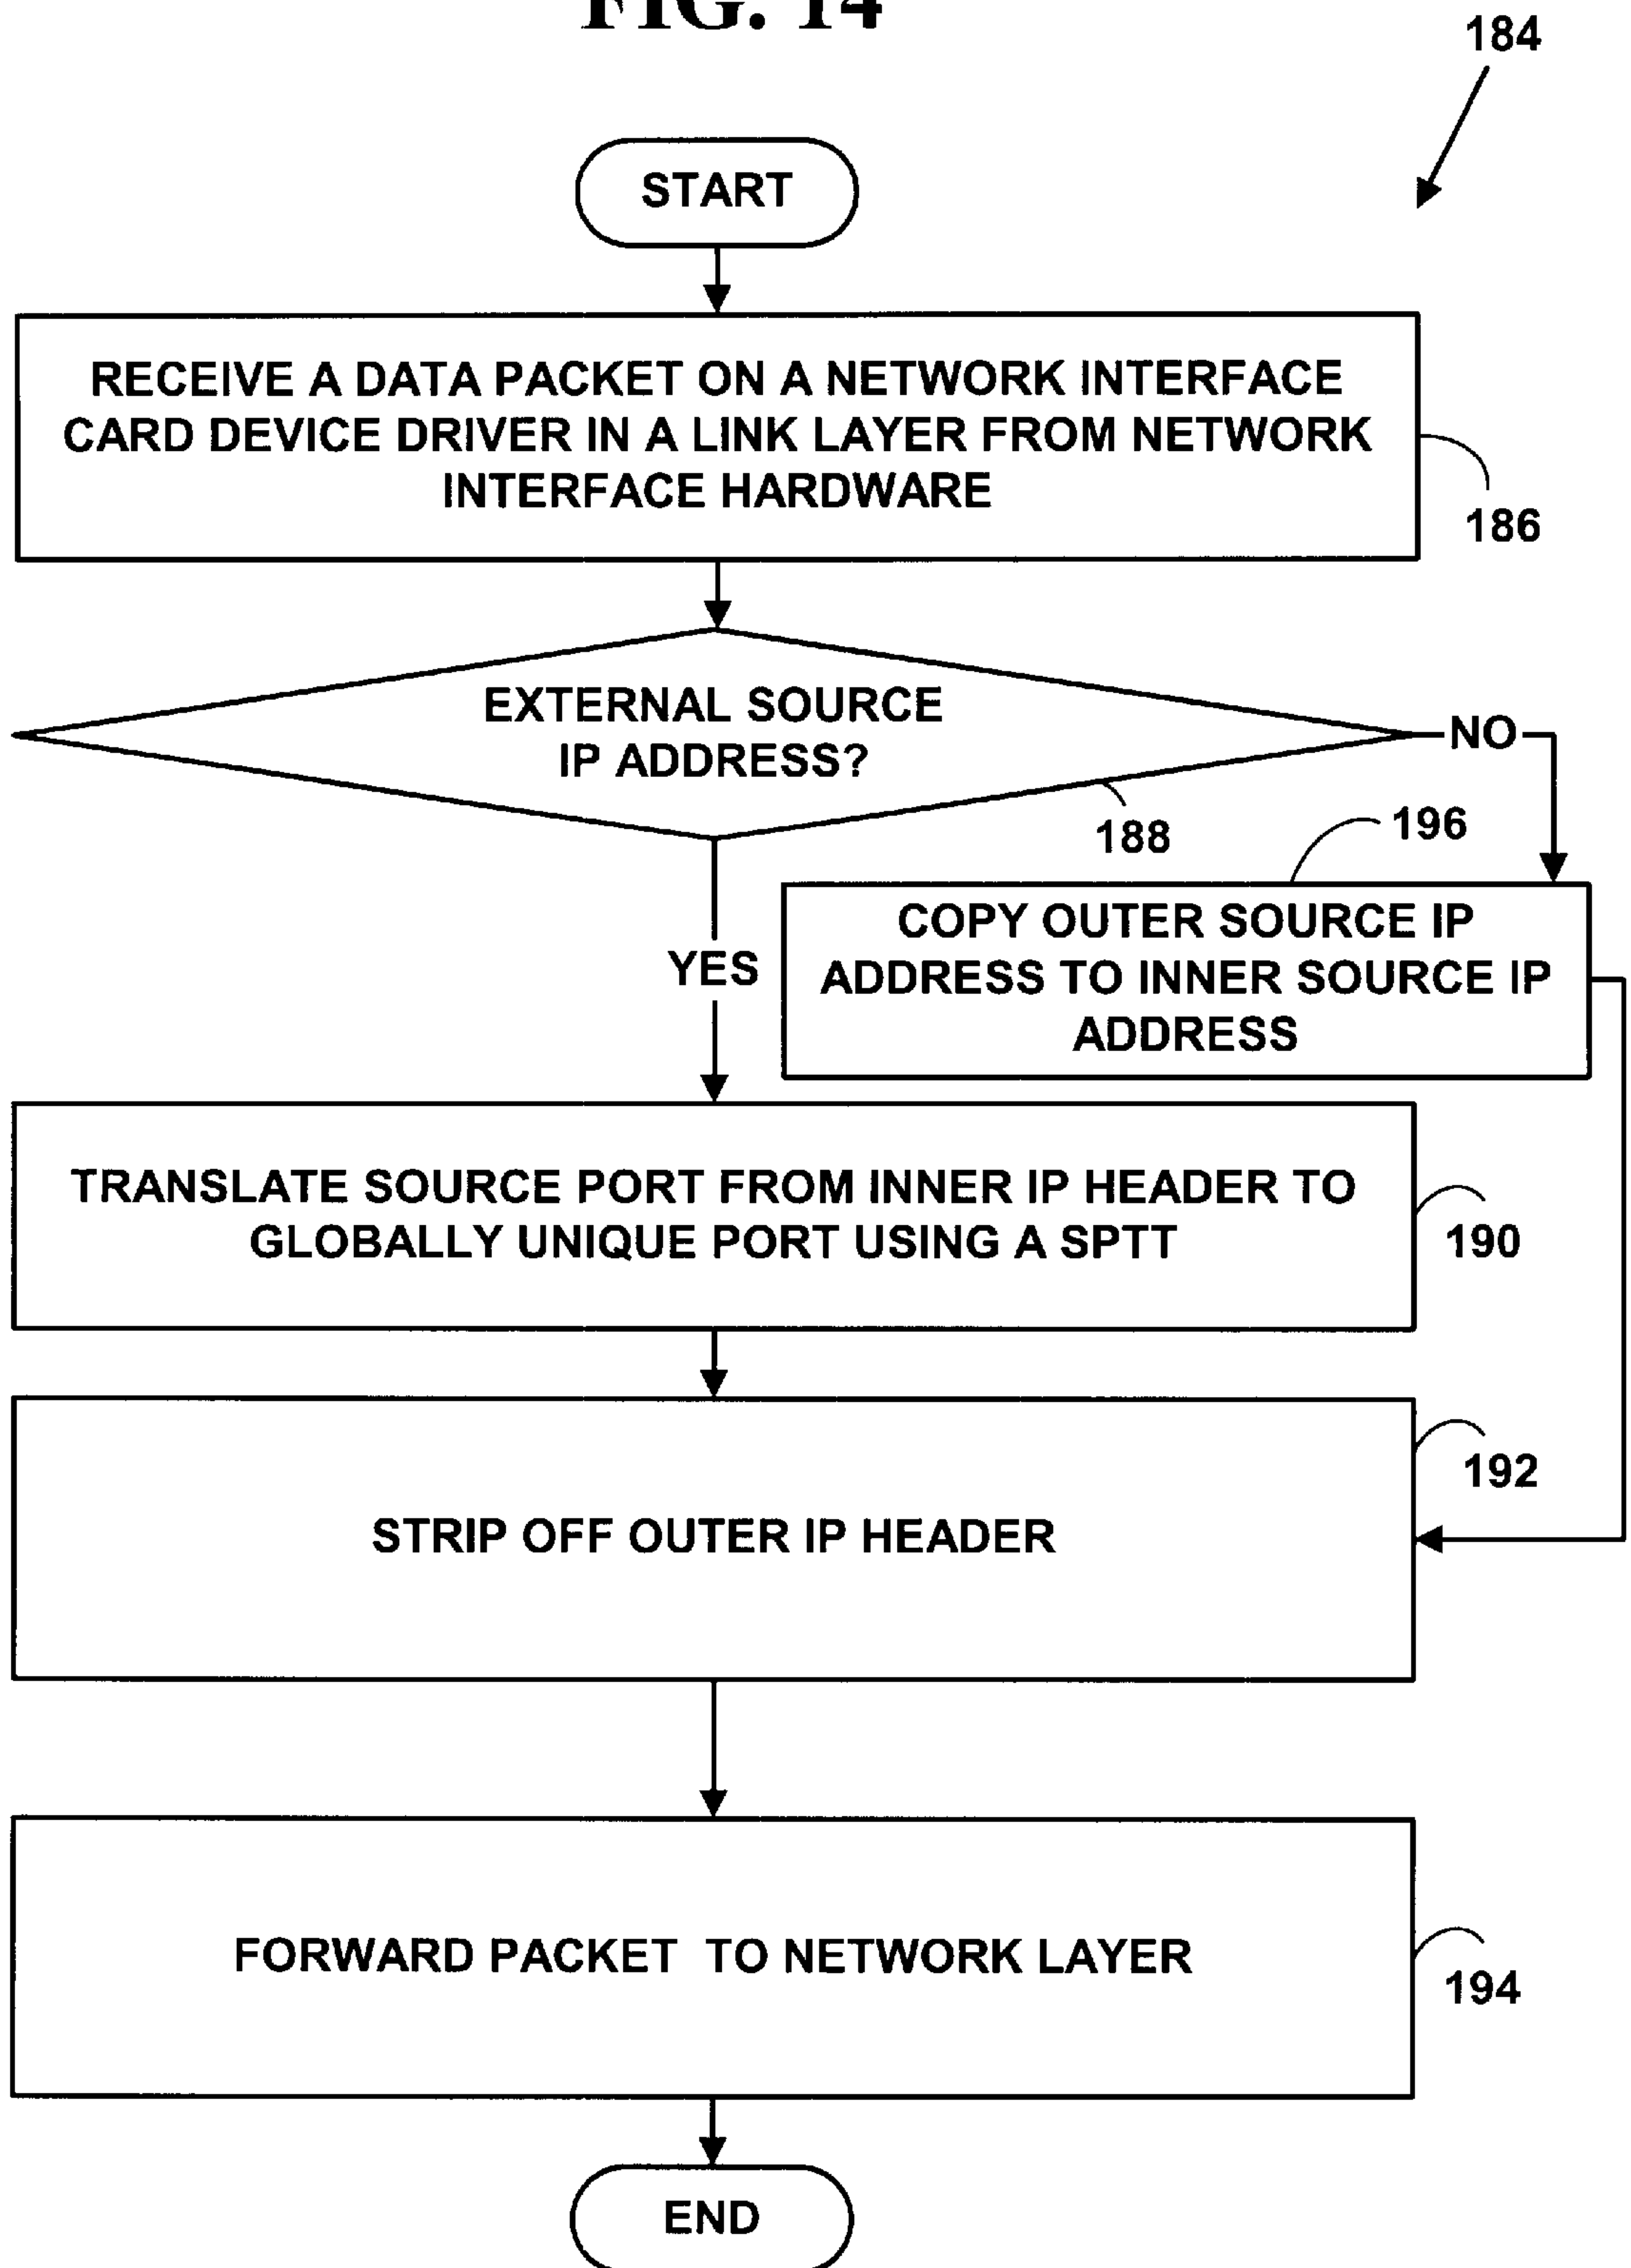 FIG. 14
184
START
RECEIVE A DATA PACKET ON A NETWORK INTERFACE
CARD DEVICE DRIVER IN A LINK LAYER FROM NETWORK
INTERFACE HARDWARE
186
EXTERNAL SOURCE
IP ADDRESS?
NO
188
196
COPY OUTER SOURCE IP
ADDRESS TO INNER SOURCE IP
ADDRESS
YES
TRANSLATE SOURCE PORT FROM INNER IP HEADER TO
GLOBALLY UNIQUE PORT USING A SPTT
190
192
STRIP OFF OUTER IP HEADER
FORWARD PACKET TO NETWORK LAYER
194
END